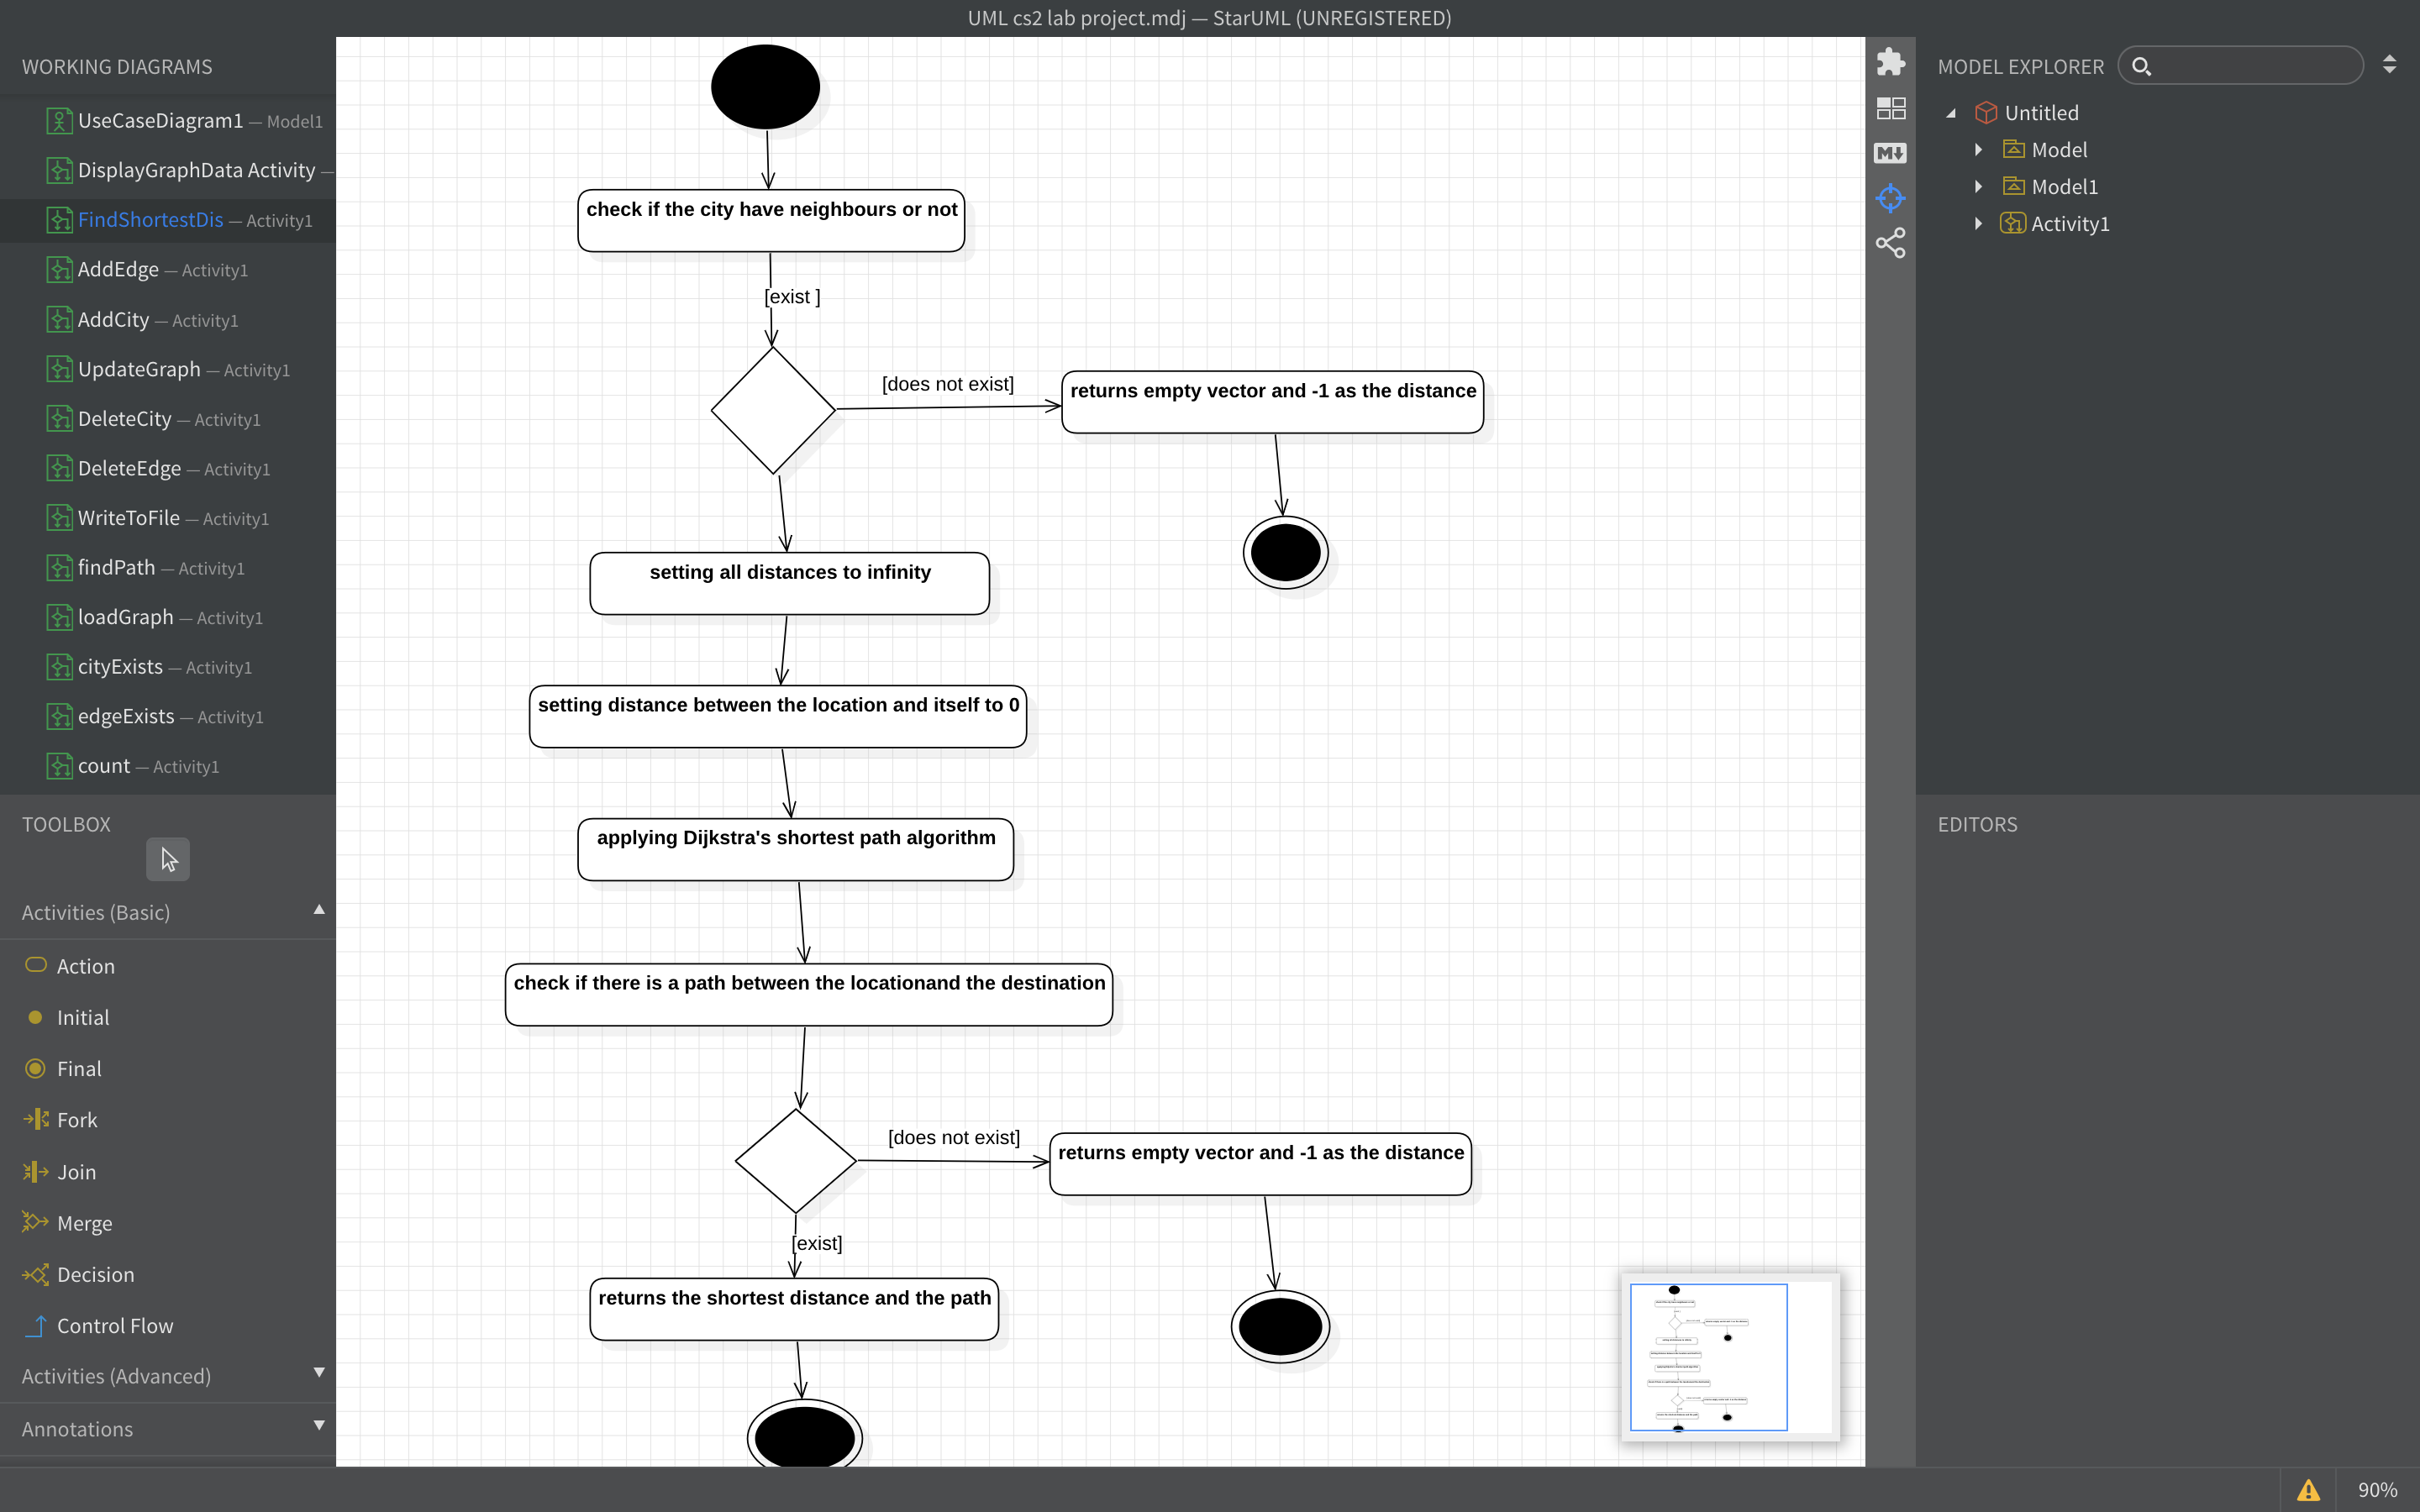 UML cs2 lab project.mdj — StarUML (UNREGISTERED)
WORKING DIAGRAMS
UseCaseDiagram1 — Model1
DisplayGraphData Activity —
FindShortestDis — Activity1
AddEdge — Activity1
AddCity — Activity1
UpdateGraph — Activity1
DeleteCity — Activity1
DeleteEdge — Activity1
WriteToFile — Activity1
findPath — Activity1
loadGraph — Activity1
cityExists — Activity1
edgeExists — Activity1
count — Activity1
TOOLBOX
Activities (Basic)
Action
Initial
Final
Fork
Join
Merge
Decision
Control Flow
Activities (Advanced)
Annotations
check if the city have neighbours or not
[exist ]
[does not exist]
returns empty vector and -1 as the distance
setting all distances to infinity
setting distance between the location and itself to 0
applying Dijkstra's shortest path algorithm
check if there is a path between the locationand the destination
[does not exist]
returns empty vector and -1 as the distance
[exist]
returns the shortest distance and the path
M
MODEL EXPLORER
Untitled
Model
Model1
Activity1
EDITORS
90%